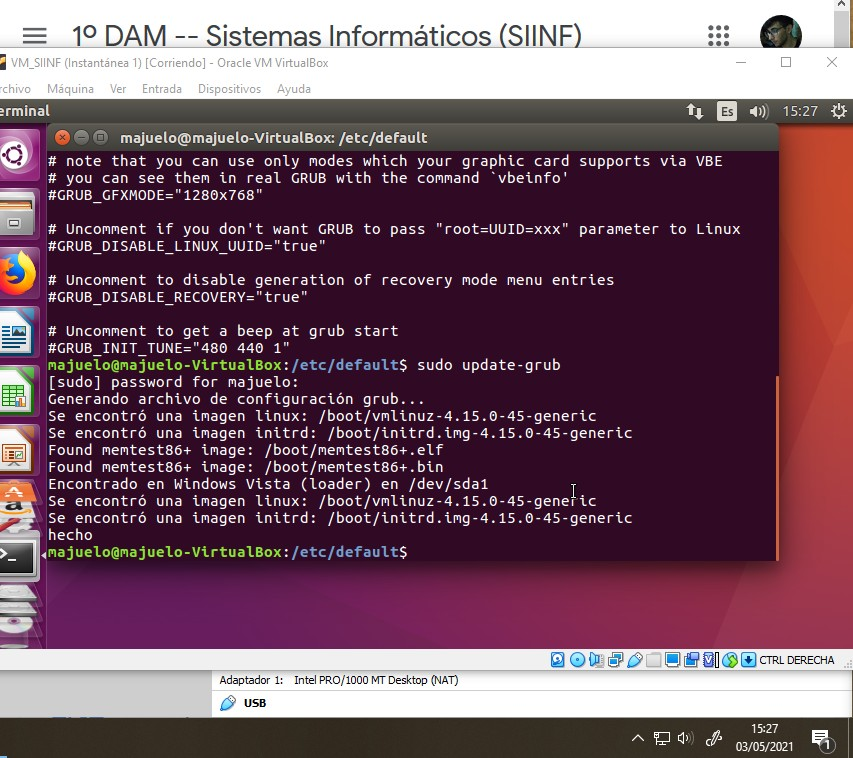 1º DAM -- Sistemas Informáticos (SIINF)
VM_SIINF (Instantánea 1) [Corriendo] - Oracle VM VirtualBox
rchivo Máquina Ver Entrada Dispositivos Ayuda
erminal Es 15:27
majuelo@majuelo-VirtualBox: /etc/default
# note that you can use only modes which your graphic card supports via VBE
# you can see them in real GRUB with the command `vbeinfo'
#GRUB_GFXMODE="1280x768"
# Uncomment if you don't want GRUB to pass "root=UUID=xxx" parameter to Linux
#GRUB_DISABLE_LINUX_UUID="true"
# Uncomment to disable generation of recovery mode menu entries
#GRUB_DISABLE_RECOVERY="true"
# Uncomment to get a beep at grub start
#GRUB_INIT_TUNE="480 440 1"
majuelo@majuelo-VirtualBox:/etc/default$ sudo update-grub
[sudo] password for majuelo:
Generando archivo de configuración grub...
Se encontró una imagen linux: /boot/vmlinuz-4.15.0-45-generic
Se encontró una imagen initrd: /boot/initrd.img-4.15.0-45-generic
Found memtest86+ image: /boot/memtest86+.elf
Found memtest86+ image: /boot/memtest86+.bin
Encontrado en Windows Vista (loader) en /dev/sda1
Se encontró una imagen linux: /boot/vmlinuz-4.15.0-45-generic
Se encontró una imagen initrd: /boot/initrd.img-4.15.0-45-generic
hecho
majuelo@majuelo-VirtualBox:/etc/default$
CTRL DERECHA
Adaptador 1: Intel PRO/1000 MT Desktop (NAT)
USB
15:27
03/05/2021
1